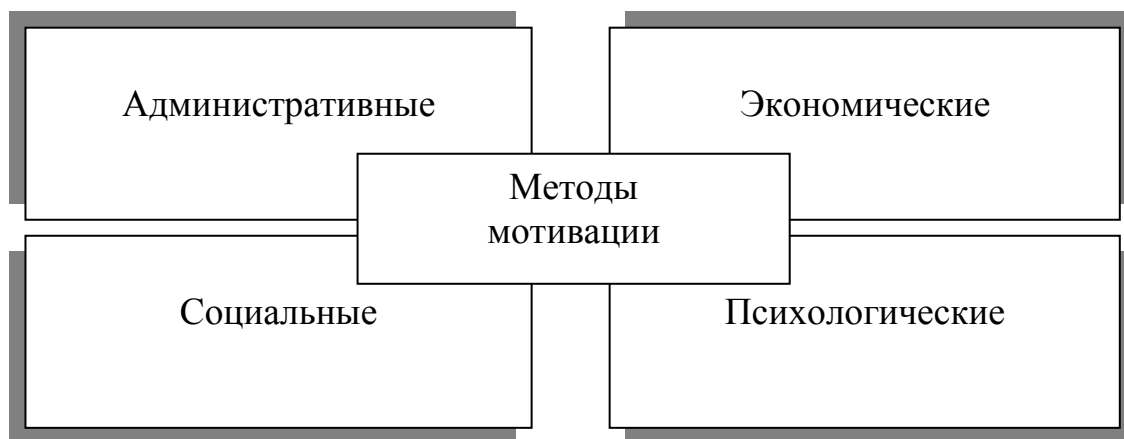 Административные
Экономические
Методы
мотивации
Социальные
Психологические